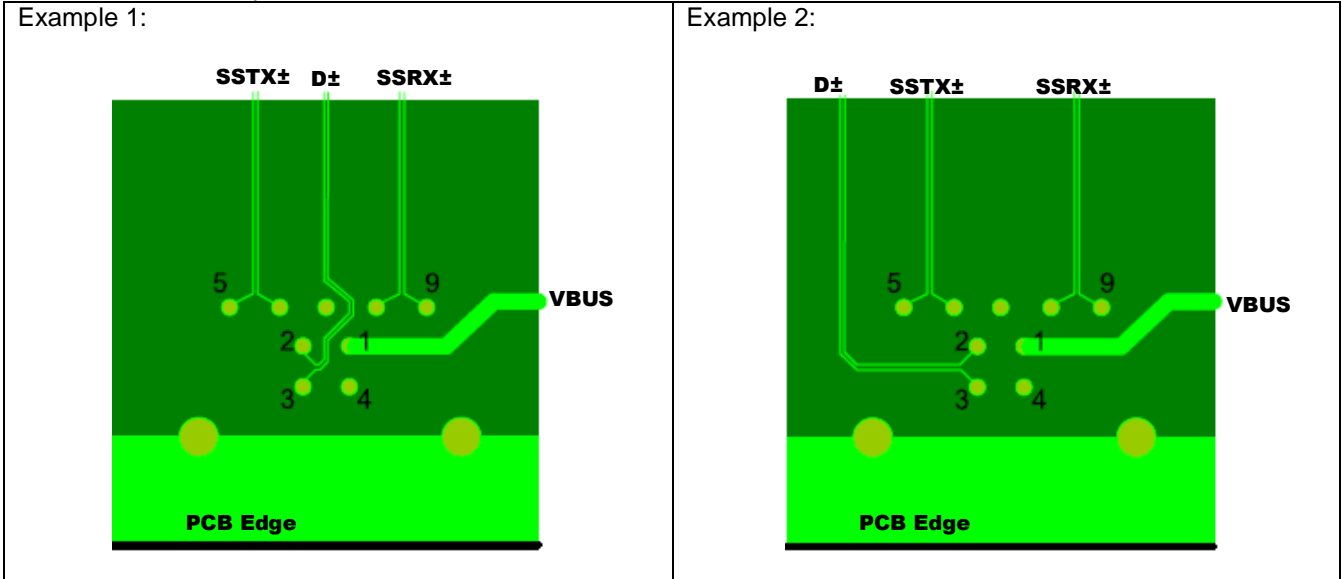 Example 1:
SSTX± D± SSRX±
5
9
VBUS
2
1
3
4
PCB Edge
Example 2:
D± SSTX± SSRX±
5
9
VBUS
2
1
3
4
PCB Edge